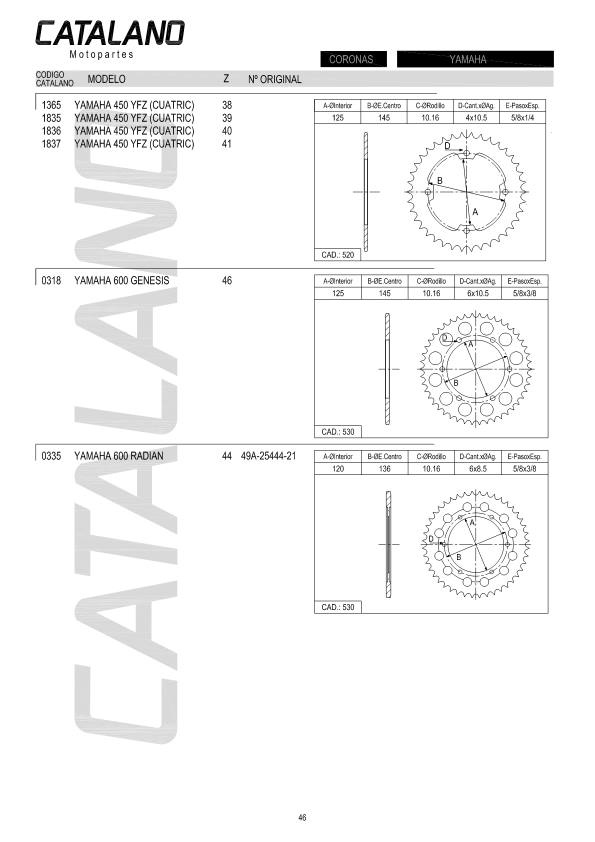 CATALANO
Motopartes
CORONAS YAMAHA
CODIGO CATALANO MODELO Z Nº ORIGINAL
1365 YAMAHA 450 YFZ (CUATRIC) 38
1835 YAMAHA 450 YFZ (CUATRIC) 39
1836 YAMAHA 450 YFZ (CUATRIC) 40
1837 YAMAHA 450 YFZ (CUATRIC) 41
A-ØInterior B-ØE.Centro C-ØRodillo D-Cant.xØAg. E-PasoxEsp.
125 145 10.16 4x10.5 5/8x1/4
D
B
A
CAD.: 520
0318 YAMAHA 600 GENESIS 46
A-ØInterior B-ØE.Centro C-ØRodillo D-Cant.xØAg. E-PasoxEsp.
125 145 10.16 6x10.5 5/8x3/8
D
A
B
CAD.: 530
0335 YAMAHA 600 RADIAN 44 49A-25444-21
A-ØInterior B-ØE.Centro C-ØRodillo D-Cant.xØAg. E-PasoxEsp.
120 136 10.16 6x8.5 5/8x3/8
A
D
B
CAD.: 530
CATALANO
46